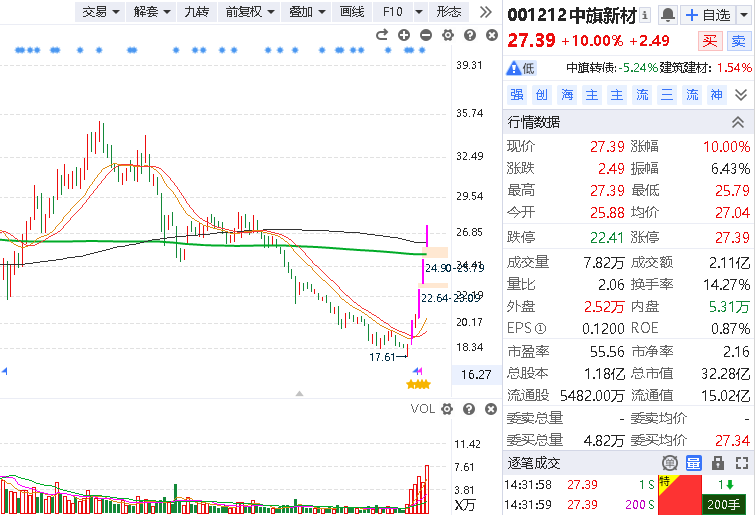 交易 解套 九转 前复权 叠加 画线 F10 形态
39.31
35.74
32.49
29.54
26.85
24.41
22.19
20.17
18.34
24.90-25.79
22.64-23.09
17.61
16.27
VOL
11.42
7.61
3.81
X万
001212 中旗新材 自选
27.39 +10.00% +2.49 买 卖
低 中旗转债:-5.24% 建筑建材: 1.54%
强 创 海 主 主 流 三 流 神
行情数据
现价 27.39 涨幅 10.00%
涨跌 2.49 振幅 6.43%
最高 27.39 最低 25.79
今开 25.88 均价 27.04
跌停 22.41 涨停 27.39
成交量 7.82万 成交额 2.11亿
量比 2.06 换手率 14.27%
外盘 2.52万 内盘 5.31万
EPS 0.1200 ROE 0.87%
市盈率 55.56 市净率 2.16
总股本 1.18亿 总市值 32.28亿
流通股 5482.00万 流通值 15.02亿
委卖总量 - 委卖均价 -
委买总量 4.82万 委买均价 27.34
逐笔成交 量
14:31:58 27.39 1 S 特 1
14:31:59 27.39 200 S 200手